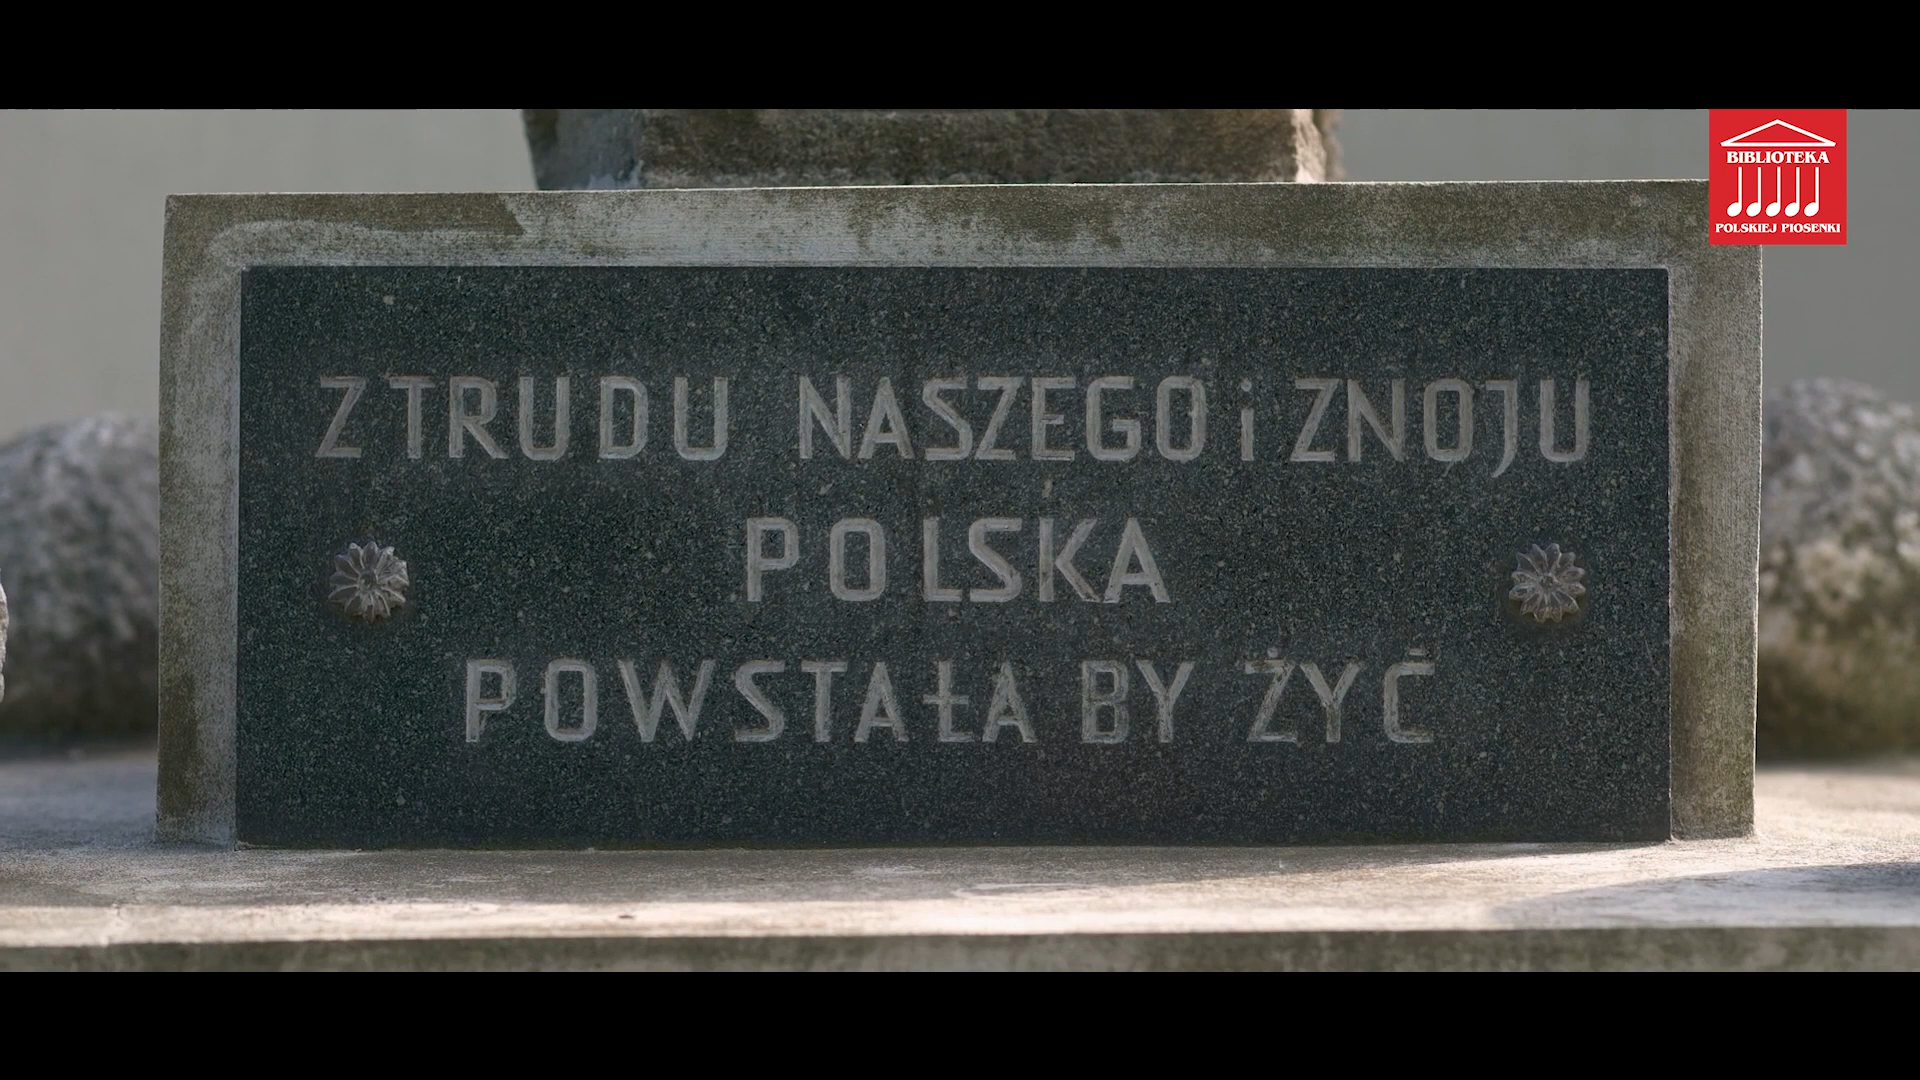 BIBLIOTEKA
POLSKIEJ PIOSENKI
Z TRUDU NASZEGO i ZNOJU
POLSKA
POWSTAŁA BY ŻYĆ